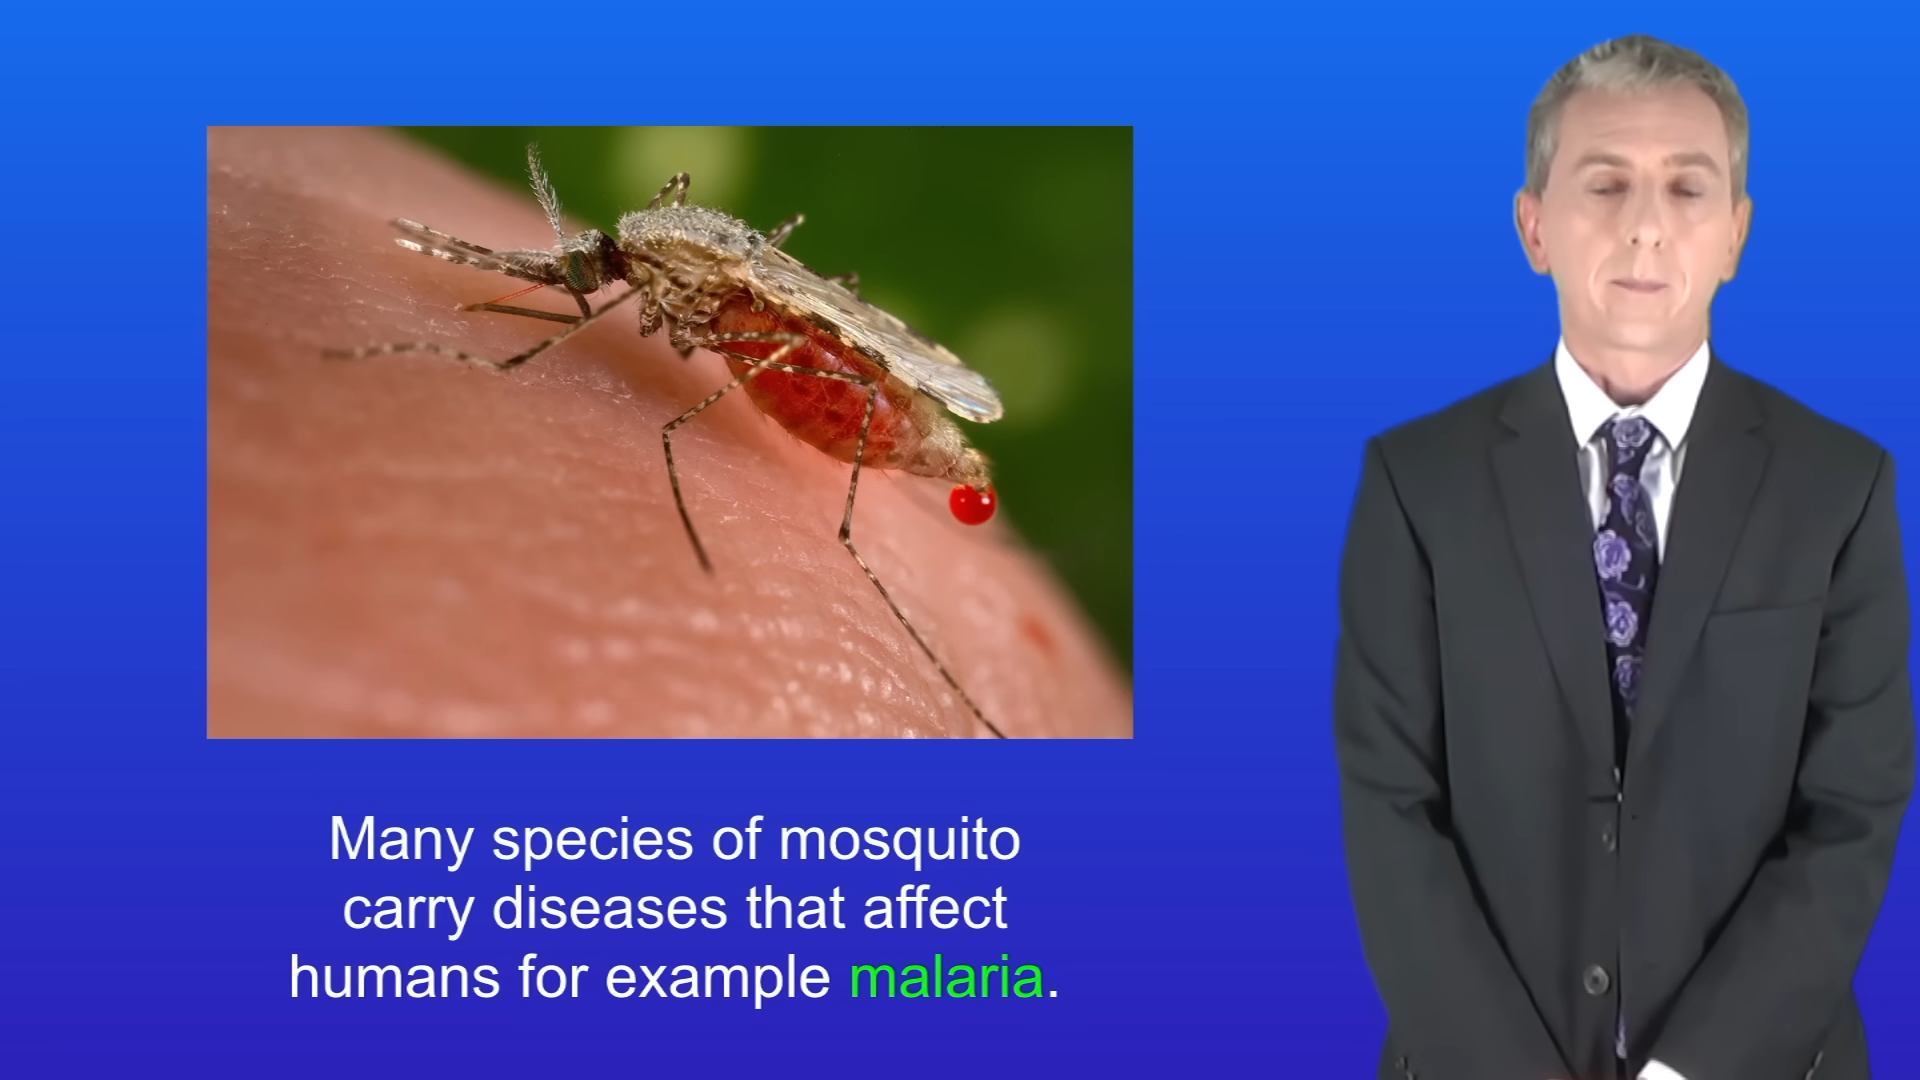 Many species of mosquito
carry diseases that affect
humans for example malaria.